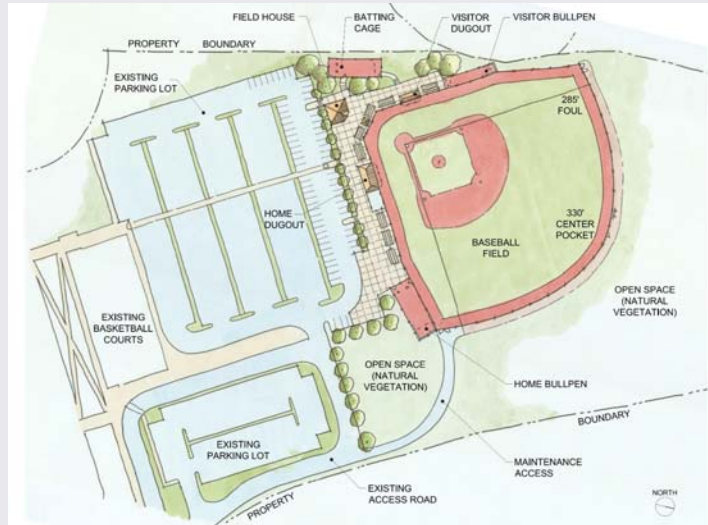 FIELD HOUSE
BATTING
CAGE
VISITOR
DUGOUT
VISITOR BULLPEN
PROPERTY BOUNDARY
EXISTING
PARKING LOT
285'
FOUL
HOME
DUGOUT
330'
CENTER
POCKET
BASEBALL
FIELD
OPEN SPACE
(NATURAL
VEGETATION)
EXISTING
BASKETBALL
COURTS
OPEN SPACE
(NATURAL
VEGETATION)
HOME BULLPEN
BOUNDARY
EXISTING
PARKING LOT
MAINTENANCE
ACCESS
EXISTING
ACCESS ROAD
PROPERTY
NORTH